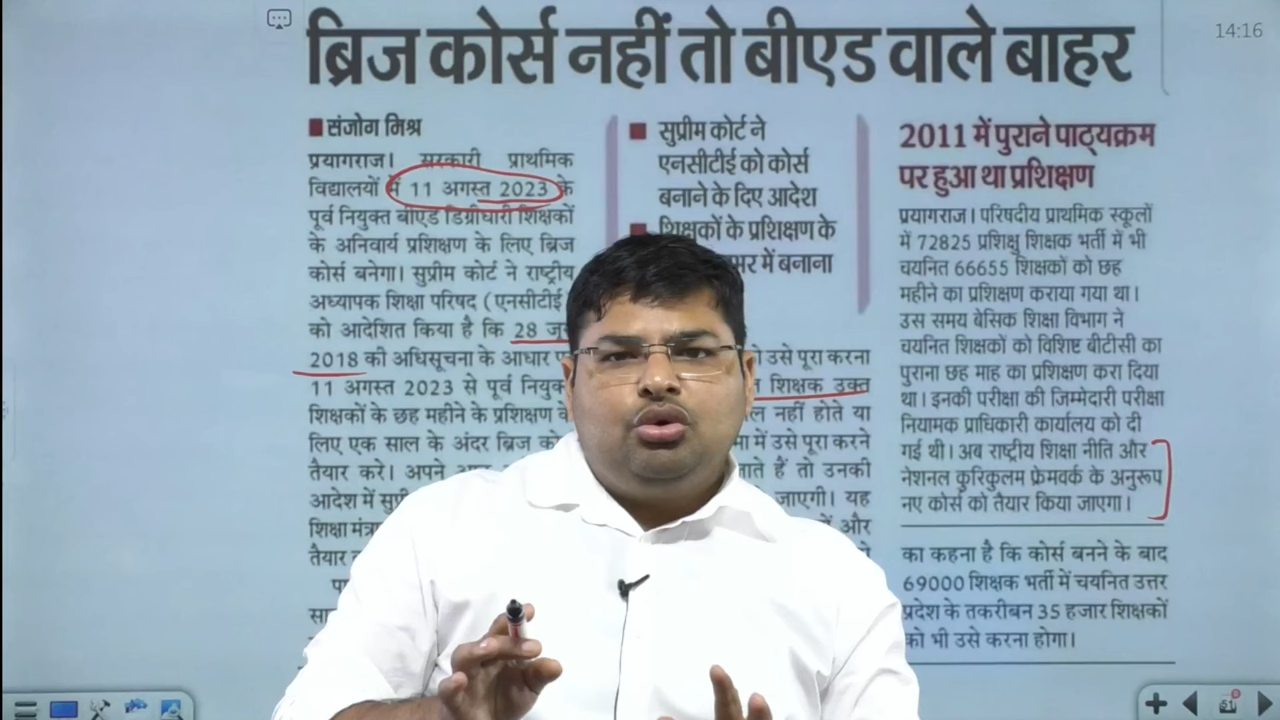 14:16
ब्रिज कोर्स नहीं तो बीएड वाले बाहर
संजोग मिश्र
प्रयागराज। सरकारी प्राथमिक
विद्यालयों में 11 अगस्त 2023 के
पूर्व नियुक्त बीएड डिग्रीधारी शिक्षकों
के अनिवार्य प्रशिक्षण के लिए ब्रिज
कोर्स बनेगा। सुप्रीम कोर्ट ने राष्ट्रीय
अध्यापक शिक्षा परिषद (एनसीटीई
को आदेशित किया है कि 28
2018 की अधिसूचना के आधार
11 अगस्त 2023 से पूर्व
शिक्षकों के छह महीने के प्रशिक्षण
लिए एक साल के अंदर ब्रिज
तैयार करे। अपने
आदेश में
शिक्षा
तैयार
सुप्रीम कोर्ट ने
एनसीटीई को कोर्स
बनाने के दिए आदेश
शिक्षकों के प्रशिक्षण के
में बनाना
उसे पूरा करना
शिक्षक उक्त
नहीं होते या
में उसे पूरा करने
हैं तो उनकी
जाएगी। यह
और
2011 में पुराने पाठ्यक्रम
पर हुआ था प्रशिक्षण
प्रयागराज। परिषदीय प्राथमिक स्कूलों
में 72825 प्रशिक्षु शिक्षक भर्ती में भी
चयनित 66655 शिक्षकों को छह
महीने का प्रशिक्षण कराया गया था।
उस समय बेसिक शिक्षा विभाग ने
चयनित शिक्षकों को विशिष्ट बीटीसी का
पुराना छह माह का प्रशिक्षण करा दिया
था। इनकी परीक्षा की जिम्मेदारी परीक्षा
नियामक प्राधिकारी कार्यालय को दी
गई थी। अब राष्ट्रीय शिक्षा नीति और
नेशनल कुरिकुलम फ्रेमवर्क के अनुरूप
नए कोर्स को तैयार किया जाएगा।
का कहना है कि कोर्स बनने के बाद
69000 शिक्षक भर्ती में चयनित उत्तर
प्रदेश के तकरीबन 35 हजार शिक्षकों
को भी उसे करना होगा।